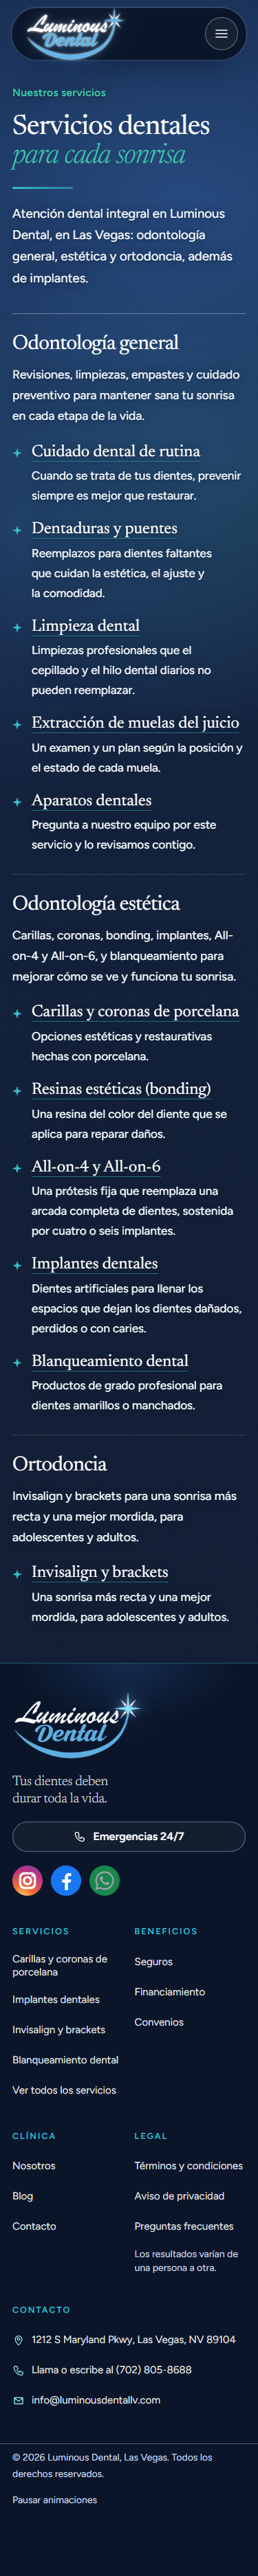 Luminous
Dental
Nuestros servicios
Servicios dentales
para cada sonrisa
Atención dental integral en Luminous
Dental, en Las Vegas: odontología
general, estética y ortodoncia, además
de implantes.
Odontología general
Revisiones, limpiezas, empastes y cuidado
preventivo para mantener sana tu sonrisa
en cada etapa de la vida.
Cuidado dental de rutina
Cuando se trata de tus dientes, prevenir
siempre es mejor que restaurar.
Dentaduras y puentes
Reemplazos para dientes faltantes
que cuidan la estética, el ajuste y
la comodidad.
Limpieza dental
Limpiezas profesionales que el
cepillado y el hilo dental diarios no
pueden reemplazar.
Extracción de muelas del juicio
Un examen y un plan según la posición y
el estado de cada muela.
Aparatos dentales
Pregunta a nuestro equipo por este
servicio y lo revisamos contigo.
Odontología estética
Carillas, coronas, bonding, implantes, All-
on-4 y All-on-6, y blanqueamiento para
mejorar cómo se ve y funciona tu sonrisa.
Carillas y coronas de porcelana
Opciones estéticas y restaurativas
hechas con porcelana.
Resinas estéticas (bonding)
Una resina del color del diente que se
aplica para reparar daños.
All-on-4 y All-on-6
Una prótesis fija que reemplaza una
arcada completa de dientes, sostenida
por cuatro o seis implantes.
Implantes dentales
Dientes artificiales para llenar los
espacios que dejan los dientes dañados,
perdidos o con caries.
Blanqueamiento dental
Productos de grado profesional para
dientes amarillos o manchados.
Ortodoncia
Invisalign y brackets para una sonrisa más
recta y una mejor mordida, para
adolescentes y adultos.
Invisalign y brackets
Una sonrisa más recta y una mejor
mordida, para adolescentes y adultos.
Luminous
Dental
Tus dientes deben
durar toda la vida.
Emergencias 24/7
SERVICIOS
Carillas y coronas de
porcelana
Implantes dentales
Invisalign y brackets
Blanqueamiento dental
Ver todos los servicios
BENEFICIOS
Seguros
Financiamiento
Convenios
CLÍNICA
Nosotros
Blog
Contacto
LEGAL
Términos y condiciones
Aviso de privacidad
Preguntas frecuentes
Los resultados varían de
una persona a otra.
CONTACTO
1212 S Maryland Pkwy, Las Vegas, NV 89104
Llama o escribe al (702) 805-8688
info@luminousdentallv.com
© 2026 Luminous Dental, Las Vegas. Todos los
derechos reservados.
Pausar animaciones